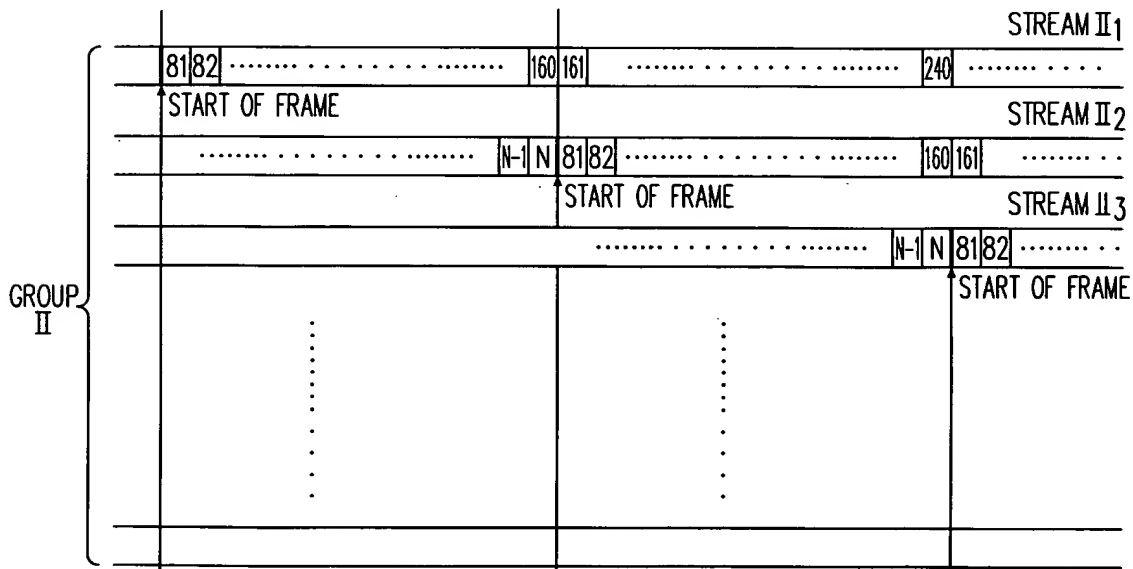 STREAM II1
81 82 ................ 160 161 ................ 240 ............
START OF FRAME
STREAM II2
................ N-1 N 81 82 ................ 160 161 ............
START OF FRAME
STREAM II3
................ N-1 N 81 82 ............
START OF FRAME
GROUP
II